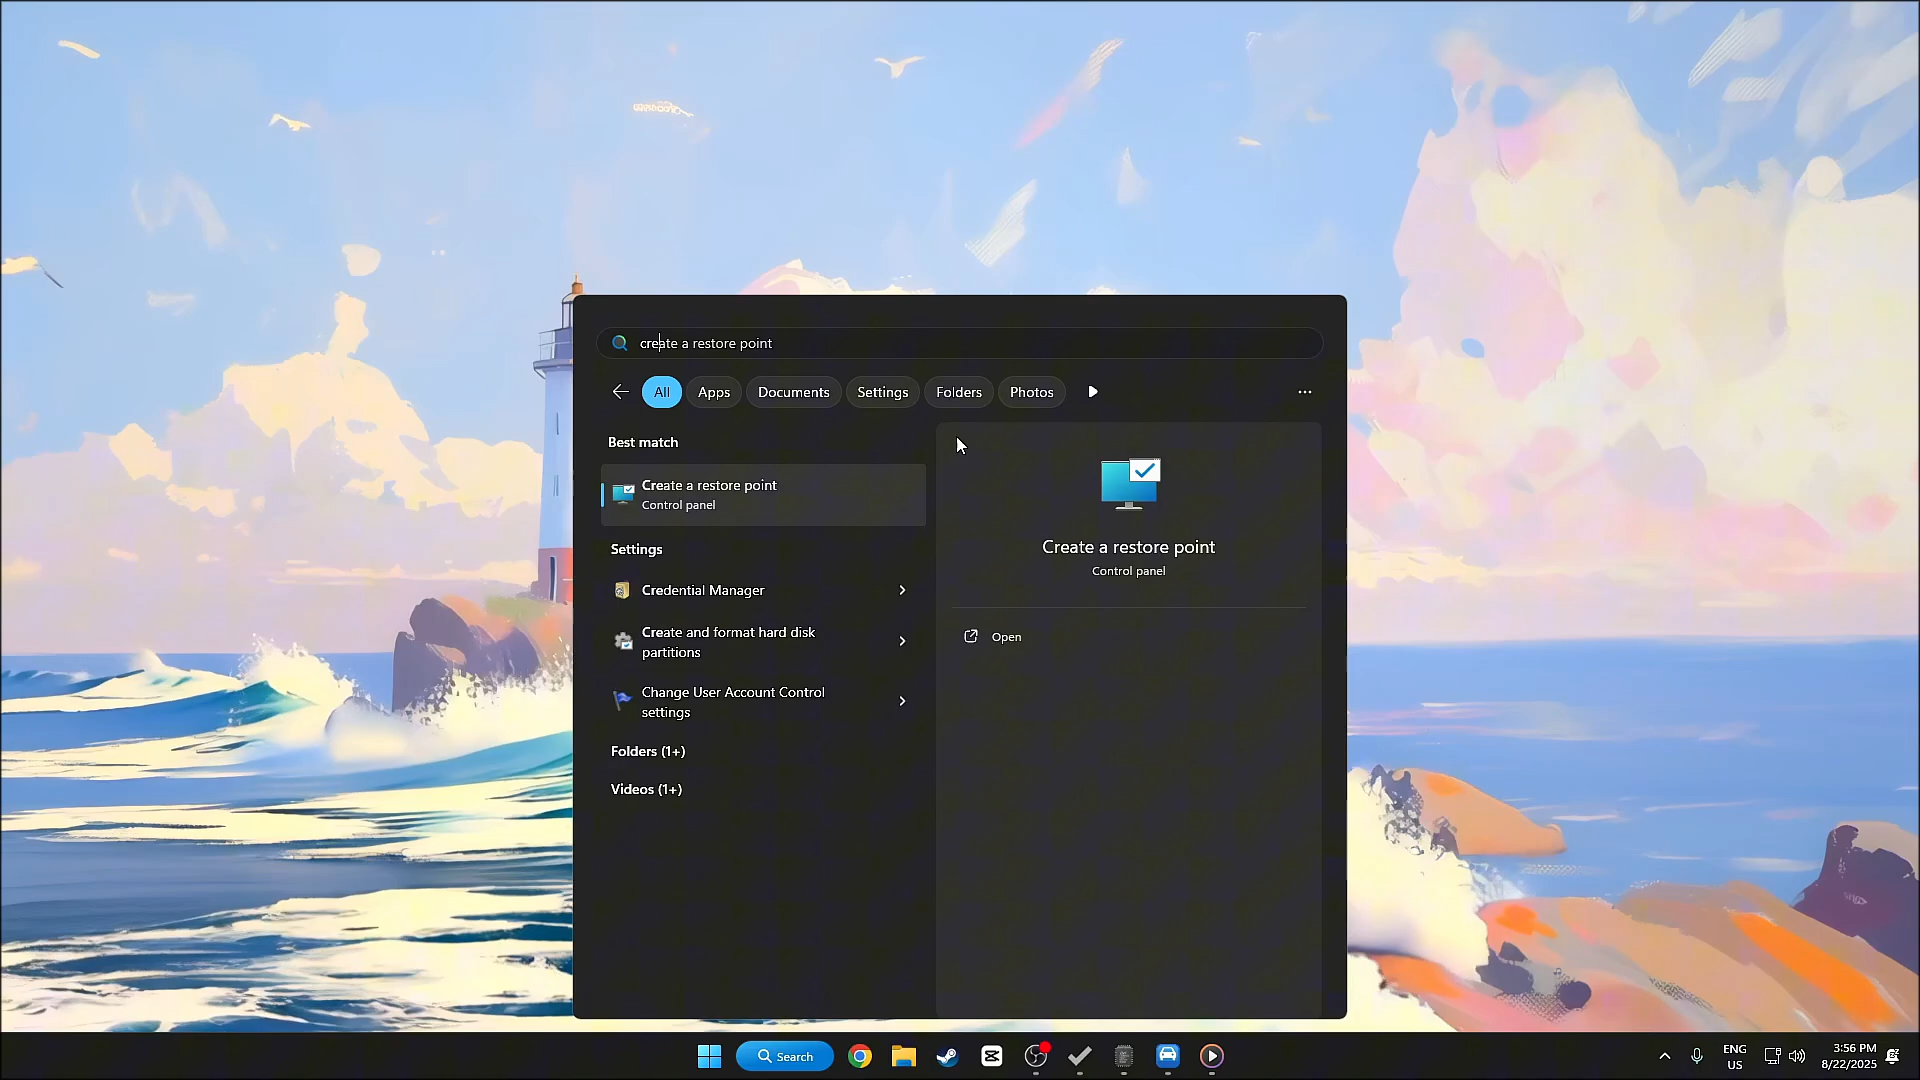 create a restore point
All Apps Documents Settings Folders Photos
Best match
Create a restore point
Control panel
Settings
Credential Manager
Create and format hard disk
partitions
Change User Account Control
settings
Folders (1+)
Videos (1+)
Create a restore point
Control panel
Open
Search
ENG
US
3:56 PM
8/22/2025